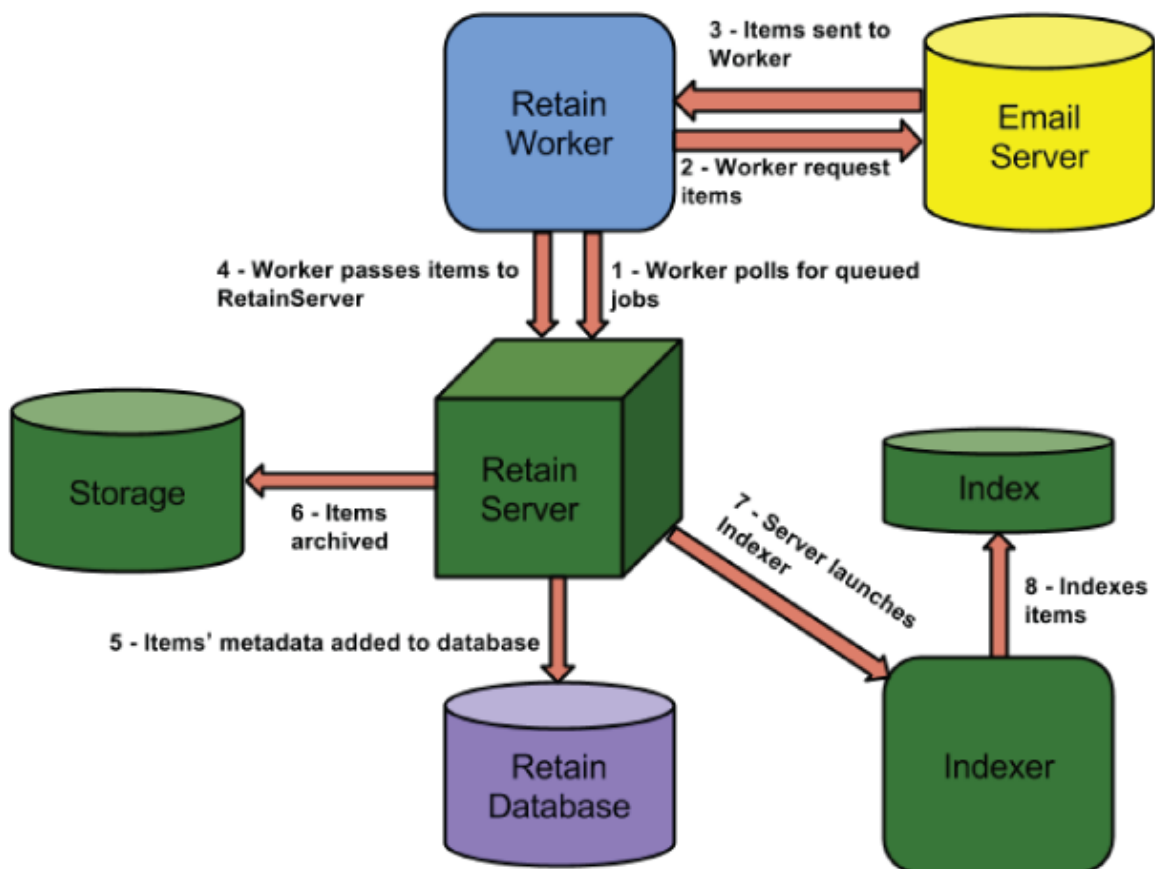 3 - Items sent to
Worker
Retain
Worker
Email
Server
2 - Worker request
items
4 - Worker passes items to
RetainServer
1 - Worker polls for queued
jobs
Storage
Retain
Server
Index
6 - Items
archived
7 - Server launches
Indexer
8 - Indexes
items
5 - Items’ metadata added to database
Retain
Database
Indexer